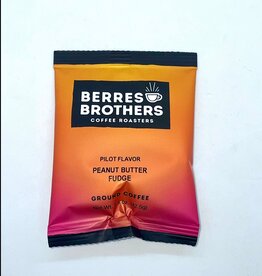 BERRES
BROTHERS
COFFEE ROASTERS
PILOT FLAVOR
PEANUT BUTTER
FUDGE
GROUND COFFEE